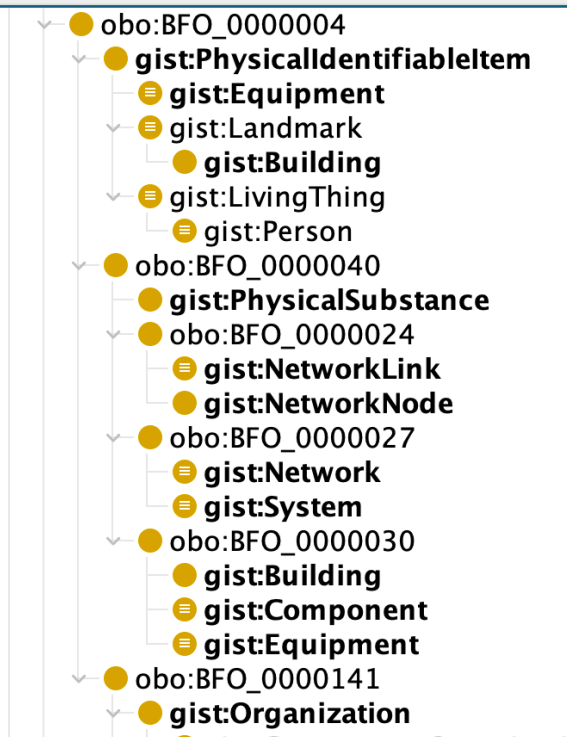 obo:BFO_0000004
gist:PhysicalIdentifiableItem
gist:Equipment
gist:Landmark
gist:Building
gist:LivingThing
gist:Person
obo:BFO_0000040
gist:PhysicalSubstance
obo:BFO_0000024
gist:NetworkLink
gist:NetworkNode
obo:BFO_0000027
gist:Network
gist:System
obo:BFO_0000030
gist:Building
gist:Component
gist:Equipment
obo:BFO_0000141
gist:Organization